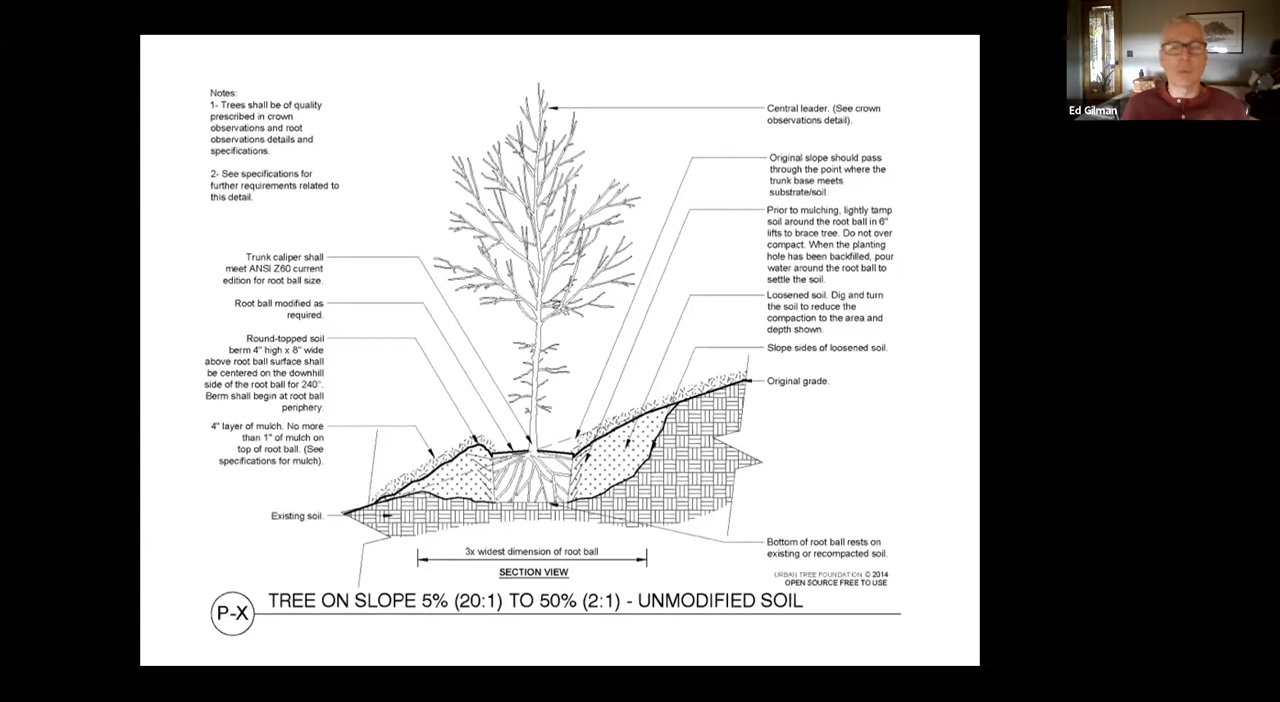 Notes:
1- Trees shall be of quality
prescribed in crown
observations and root
observations details and
specifications.
2- See specifications for
further requirements related to
this detail.
Trunk caliper shall
meet ANSI Z60 current
edition for root ball size.
Root ball modified as
required.
Round-topped soil
berm 4" high x 8" wide
above root ball surface shall
be centered on the downhill
side of the root ball for 240°.
Berm shall begin at root ball
periphery.
4" layer of mulch. No more
than 1" of mulch on
top of root ball. (See
specifications for mulch).
Existing soil.
Central leader. (See crown
observations detail).
Original slope should pass
through the point where the
trunk base meets
substrate/soil.
Prior to mulching, lightly tamp
soil around the root ball in 6"
lifts to brace tree. Do not over
compact. When the planting
hole has been backfilled, pour
water around the root ball to
settle the soil.
Loosened soil. Dig and turn
the soil to reduce the
compaction to the area and
depth shown.
Slope sides of loosened soil.
Original grade.
Bottom of root ball rests on
existing or recompacted soil.
3x widest dimension of root ball
SECTION VIEW
URBAN TREE FOUNDATION © 2014
OPEN SOURCE FREE TO USE
P-X
TREE ON SLOPE 5% (20:1) TO 50% (2:1) - UNMODIFIED SOIL
Ed Gilman